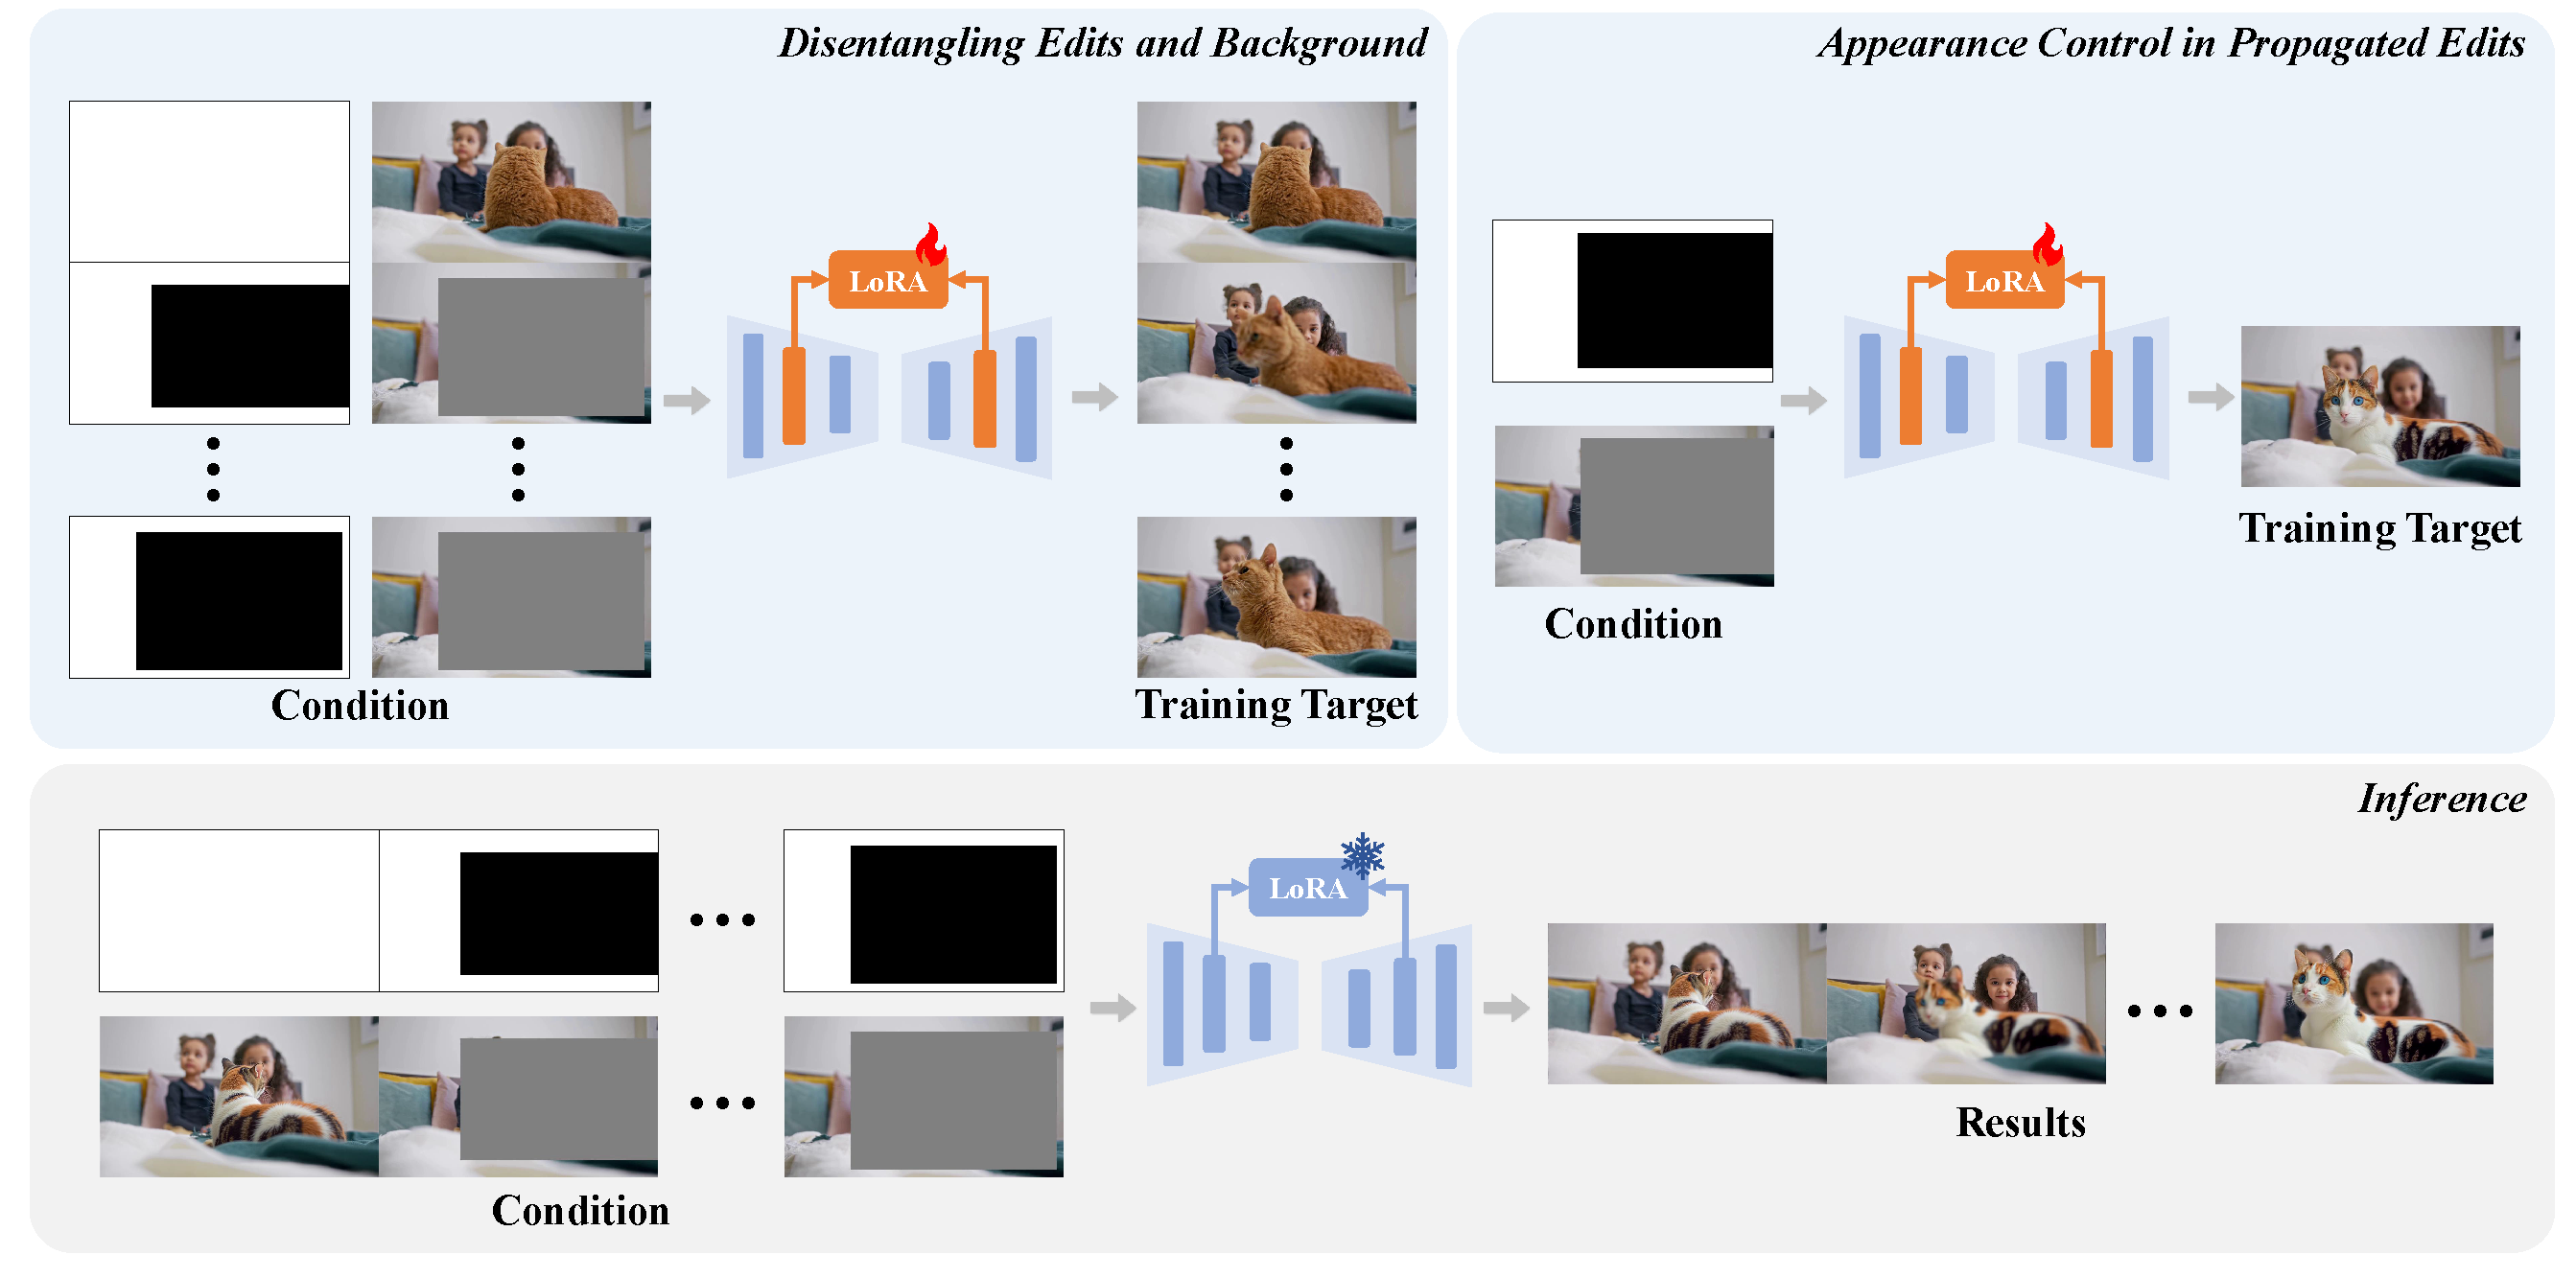 Disentangling Edits and Background
LoRA
Condition
Training Target
Appearance Control in Propagated Edits
LoRA
Condition
Training Target
Inference
LoRA
Condition
Results